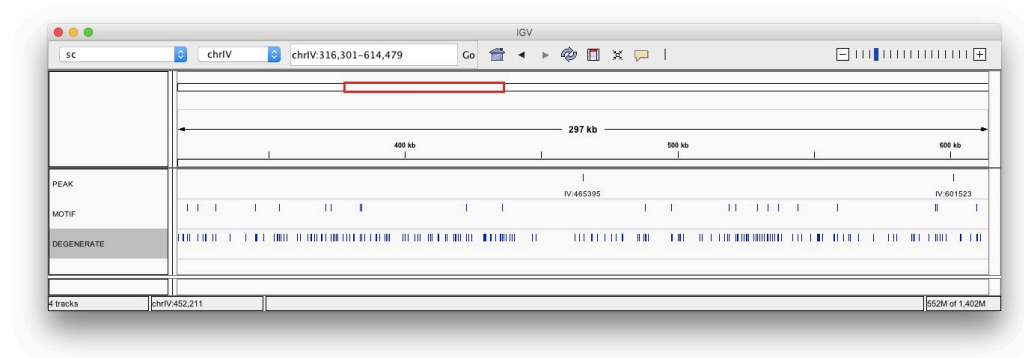 IGV
sc chrIV chrIV:316,301-614,479 Go
297 kb
400 kb 500 kb 600 kb
PEAK
IV:465395 IV:601523
MOTIF
DEGENERATE
4 tracks chrIV:452,211 552M of 1,402M